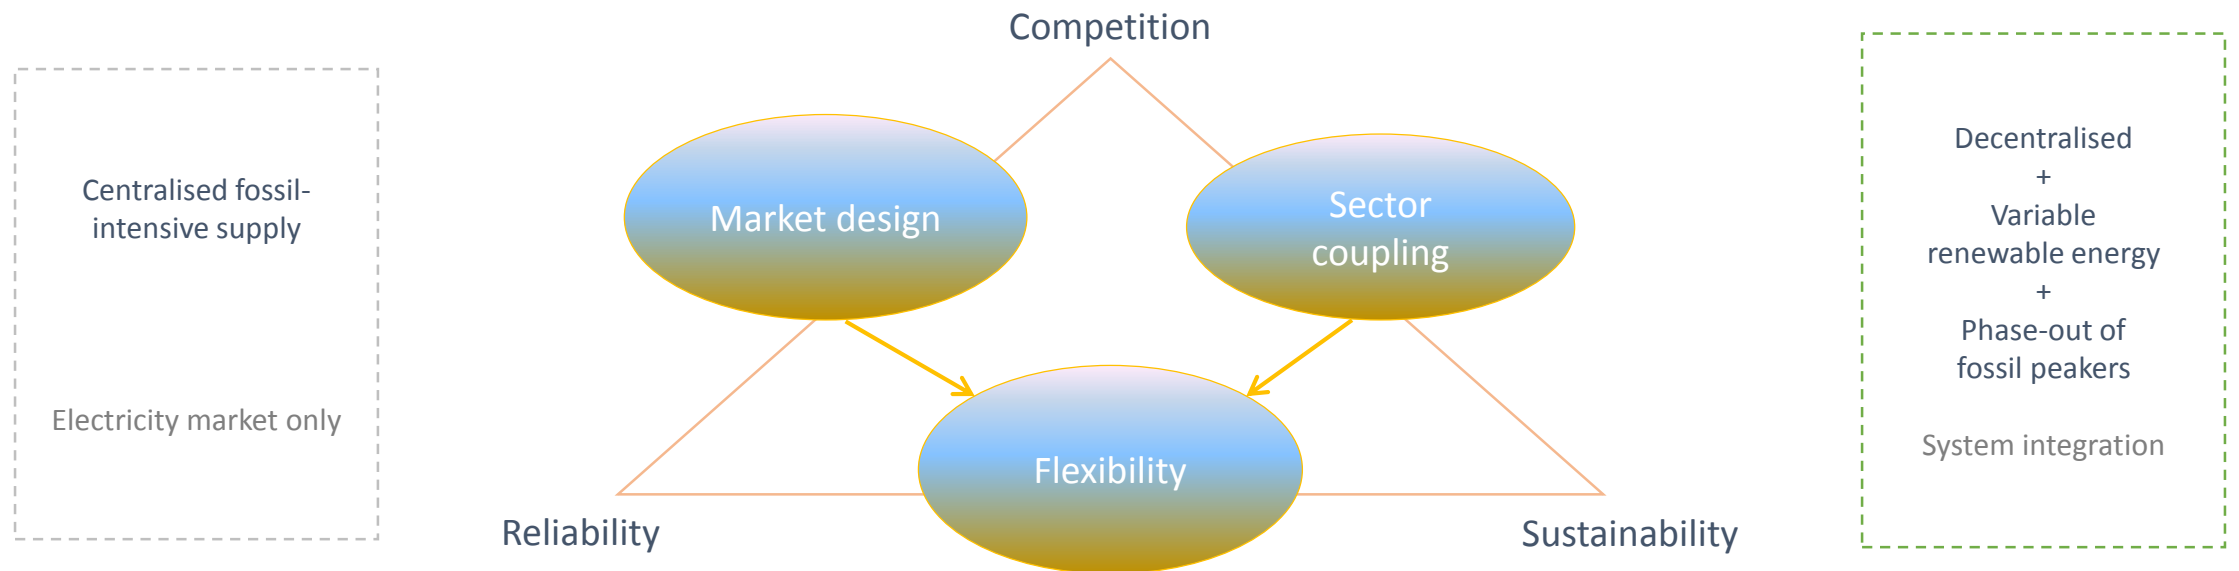 Competition
Centralised fossil-
intensive supply
Electricity market only
Market design
Sector
coupling
Flexibility
Reliability
Sustainability
Decentralised
+
Variable
renewable energy
+
Phase-out of
fossil peakers
System integration